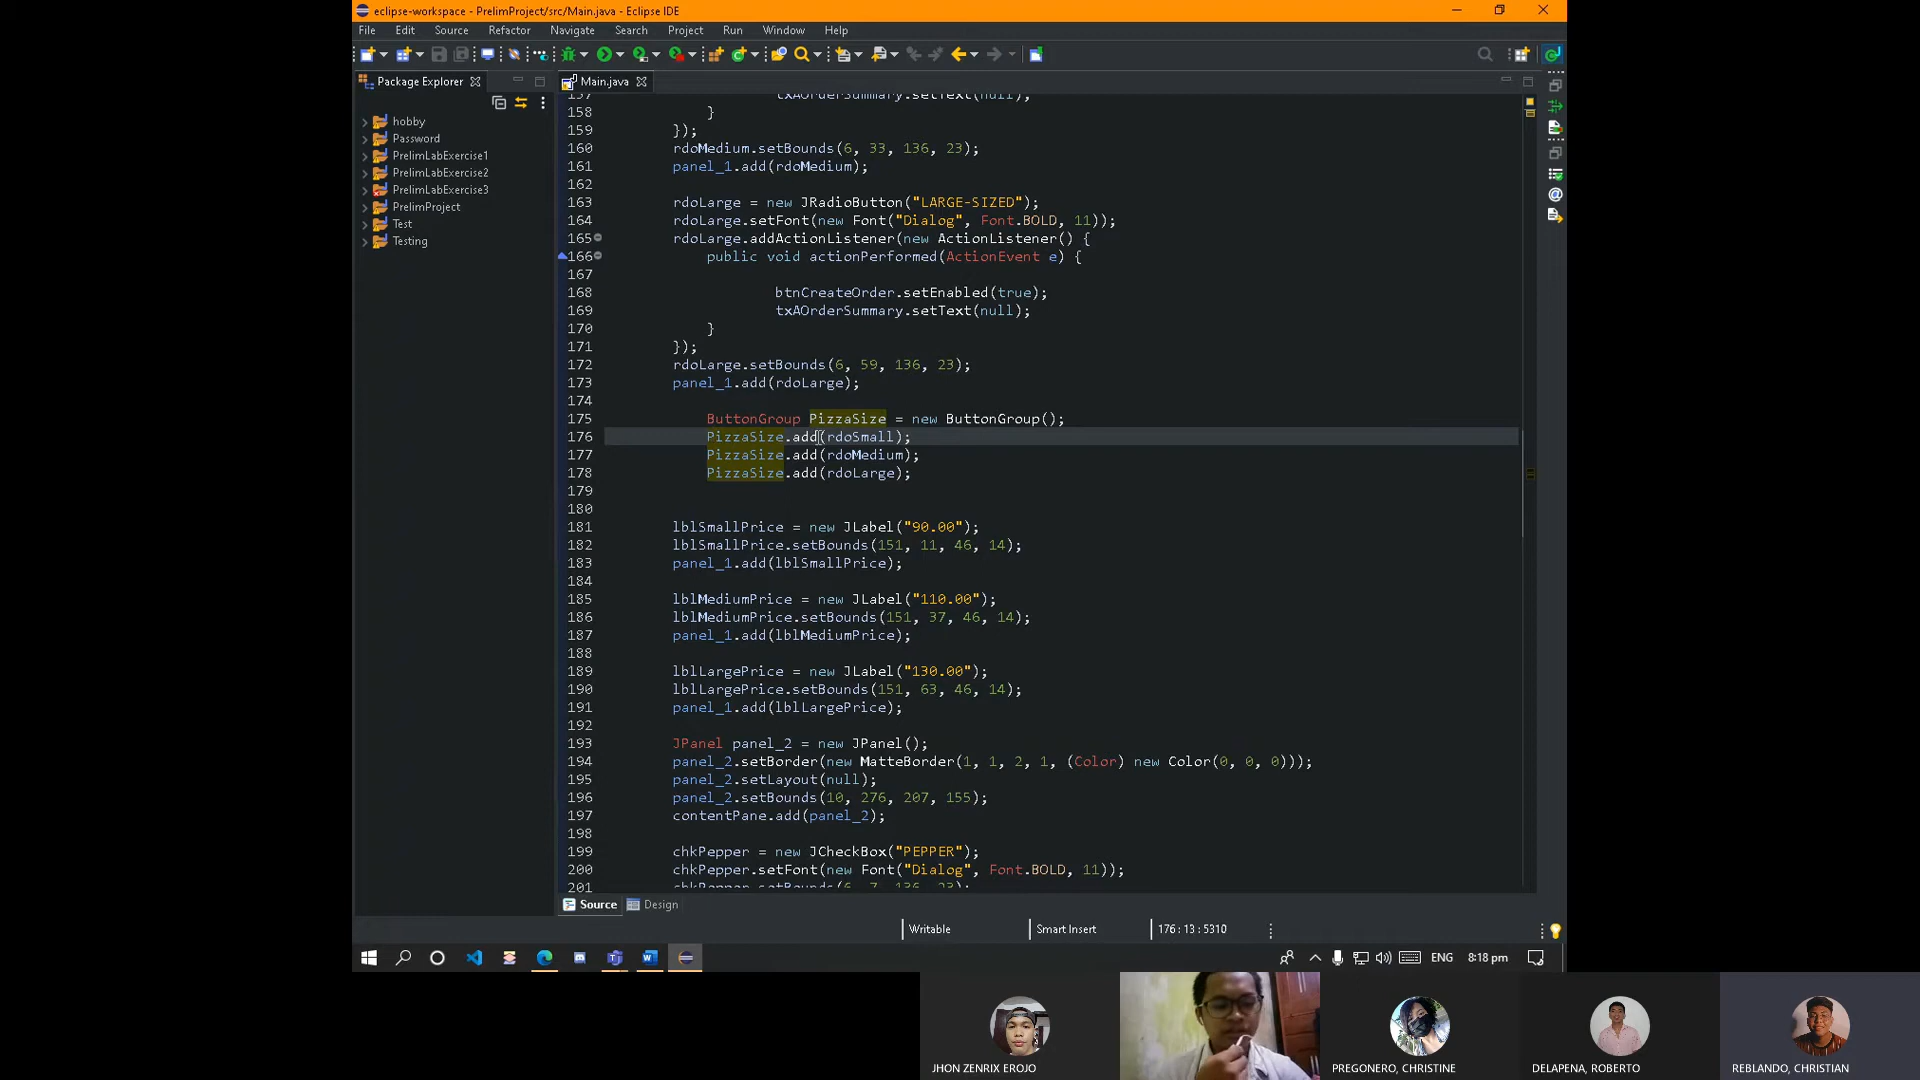 eclipse-workspace - PrelimProject/src/Main.java - Eclipse IDE
File Edit Source Refactor Navigate Search Project Run Window Help
Package Explorer
Main.java
hobby
Password
PrelimLabExercise1
PrelimLabExercise2
PrelimLabExercise3
PrelimProject
Test
Testing
157 txAOrderSummary.setText(null);
158 }
159 });
160 rdoMedium.setBounds(6, 33, 136, 23);
161 panel_1.add(rdoMedium);
162
163 rdoLarge = new JRadioButton("LARGE-SIZED");
164 rdoLarge.setFont(new Font("Dialog", Font.BOLD, 11));
165 rdoLarge.addActionListener(new ActionListener() {
166 public void actionPerformed(ActionEvent e) {
167
168 btnCreateOrder.setEnabled(true);
169 txAOrderSummary.setText(null);
170 }
171 });
172 rdoLarge.setBounds(6, 59, 136, 23);
173 panel_1.add(rdoLarge);
174
175 ButtonGroup PizzaSize = new ButtonGroup();
176 PizzaSize.add(rdoSmall);
177 PizzaSize.add(rdoMedium);
178 PizzaSize.add(rdoLarge);
179
180
181 lblSmallPrice = new JLabel("90.00");
182 lblSmallPrice.setBounds(151, 11, 46, 14);
183 panel_1.add(lblSmallPrice);
184
185 lblMediumPrice = new JLabel("110.00");
186 lblMediumPrice.setBounds(151, 37, 46, 14);
187 panel_1.add(lblMediumPrice);
188
189 lblLargePrice = new JLabel("130.00");
190 lblLargePrice.setBounds(151, 63, 46, 14);
191 panel_1.add(lblLargePrice);
192
193 JPanel panel_2 = new JPanel();
194 panel_2.setBorder(new MatteBorder(1, 1, 2, 1, (Color) new Color(0, 0, 0)));
195 panel_2.setLayout(null);
196 panel_2.setBounds(10, 276, 207, 155);
197 contentPane.add(panel_2);
198
199 chkPepper = new JCheckBox("PEPPER");
200 chkPepper.setFont(new Font("Dialog", Font.BOLD, 11));
201 chkPepper.setBounds(6, 7, 136, 23);
Source Design
Writable Smart Insert 176 : 13 : 5310
ENG 8:18 pm
JHON ZENRIX EROJO
PREGONERO, CHRISTINE
DELAPENA, ROBERTO
REBLANDO, CHRISTIAN